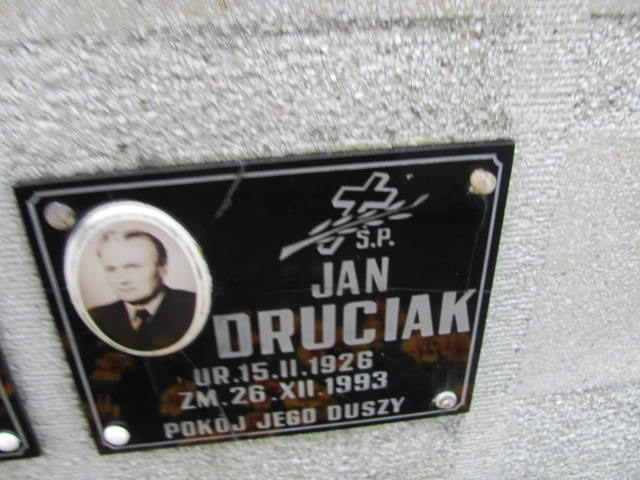 Ś.P.
JAN
DRUCIAK
UR.15.II.1926
ZM.26.XII.1993
POKÓJ JEGO DUSZY